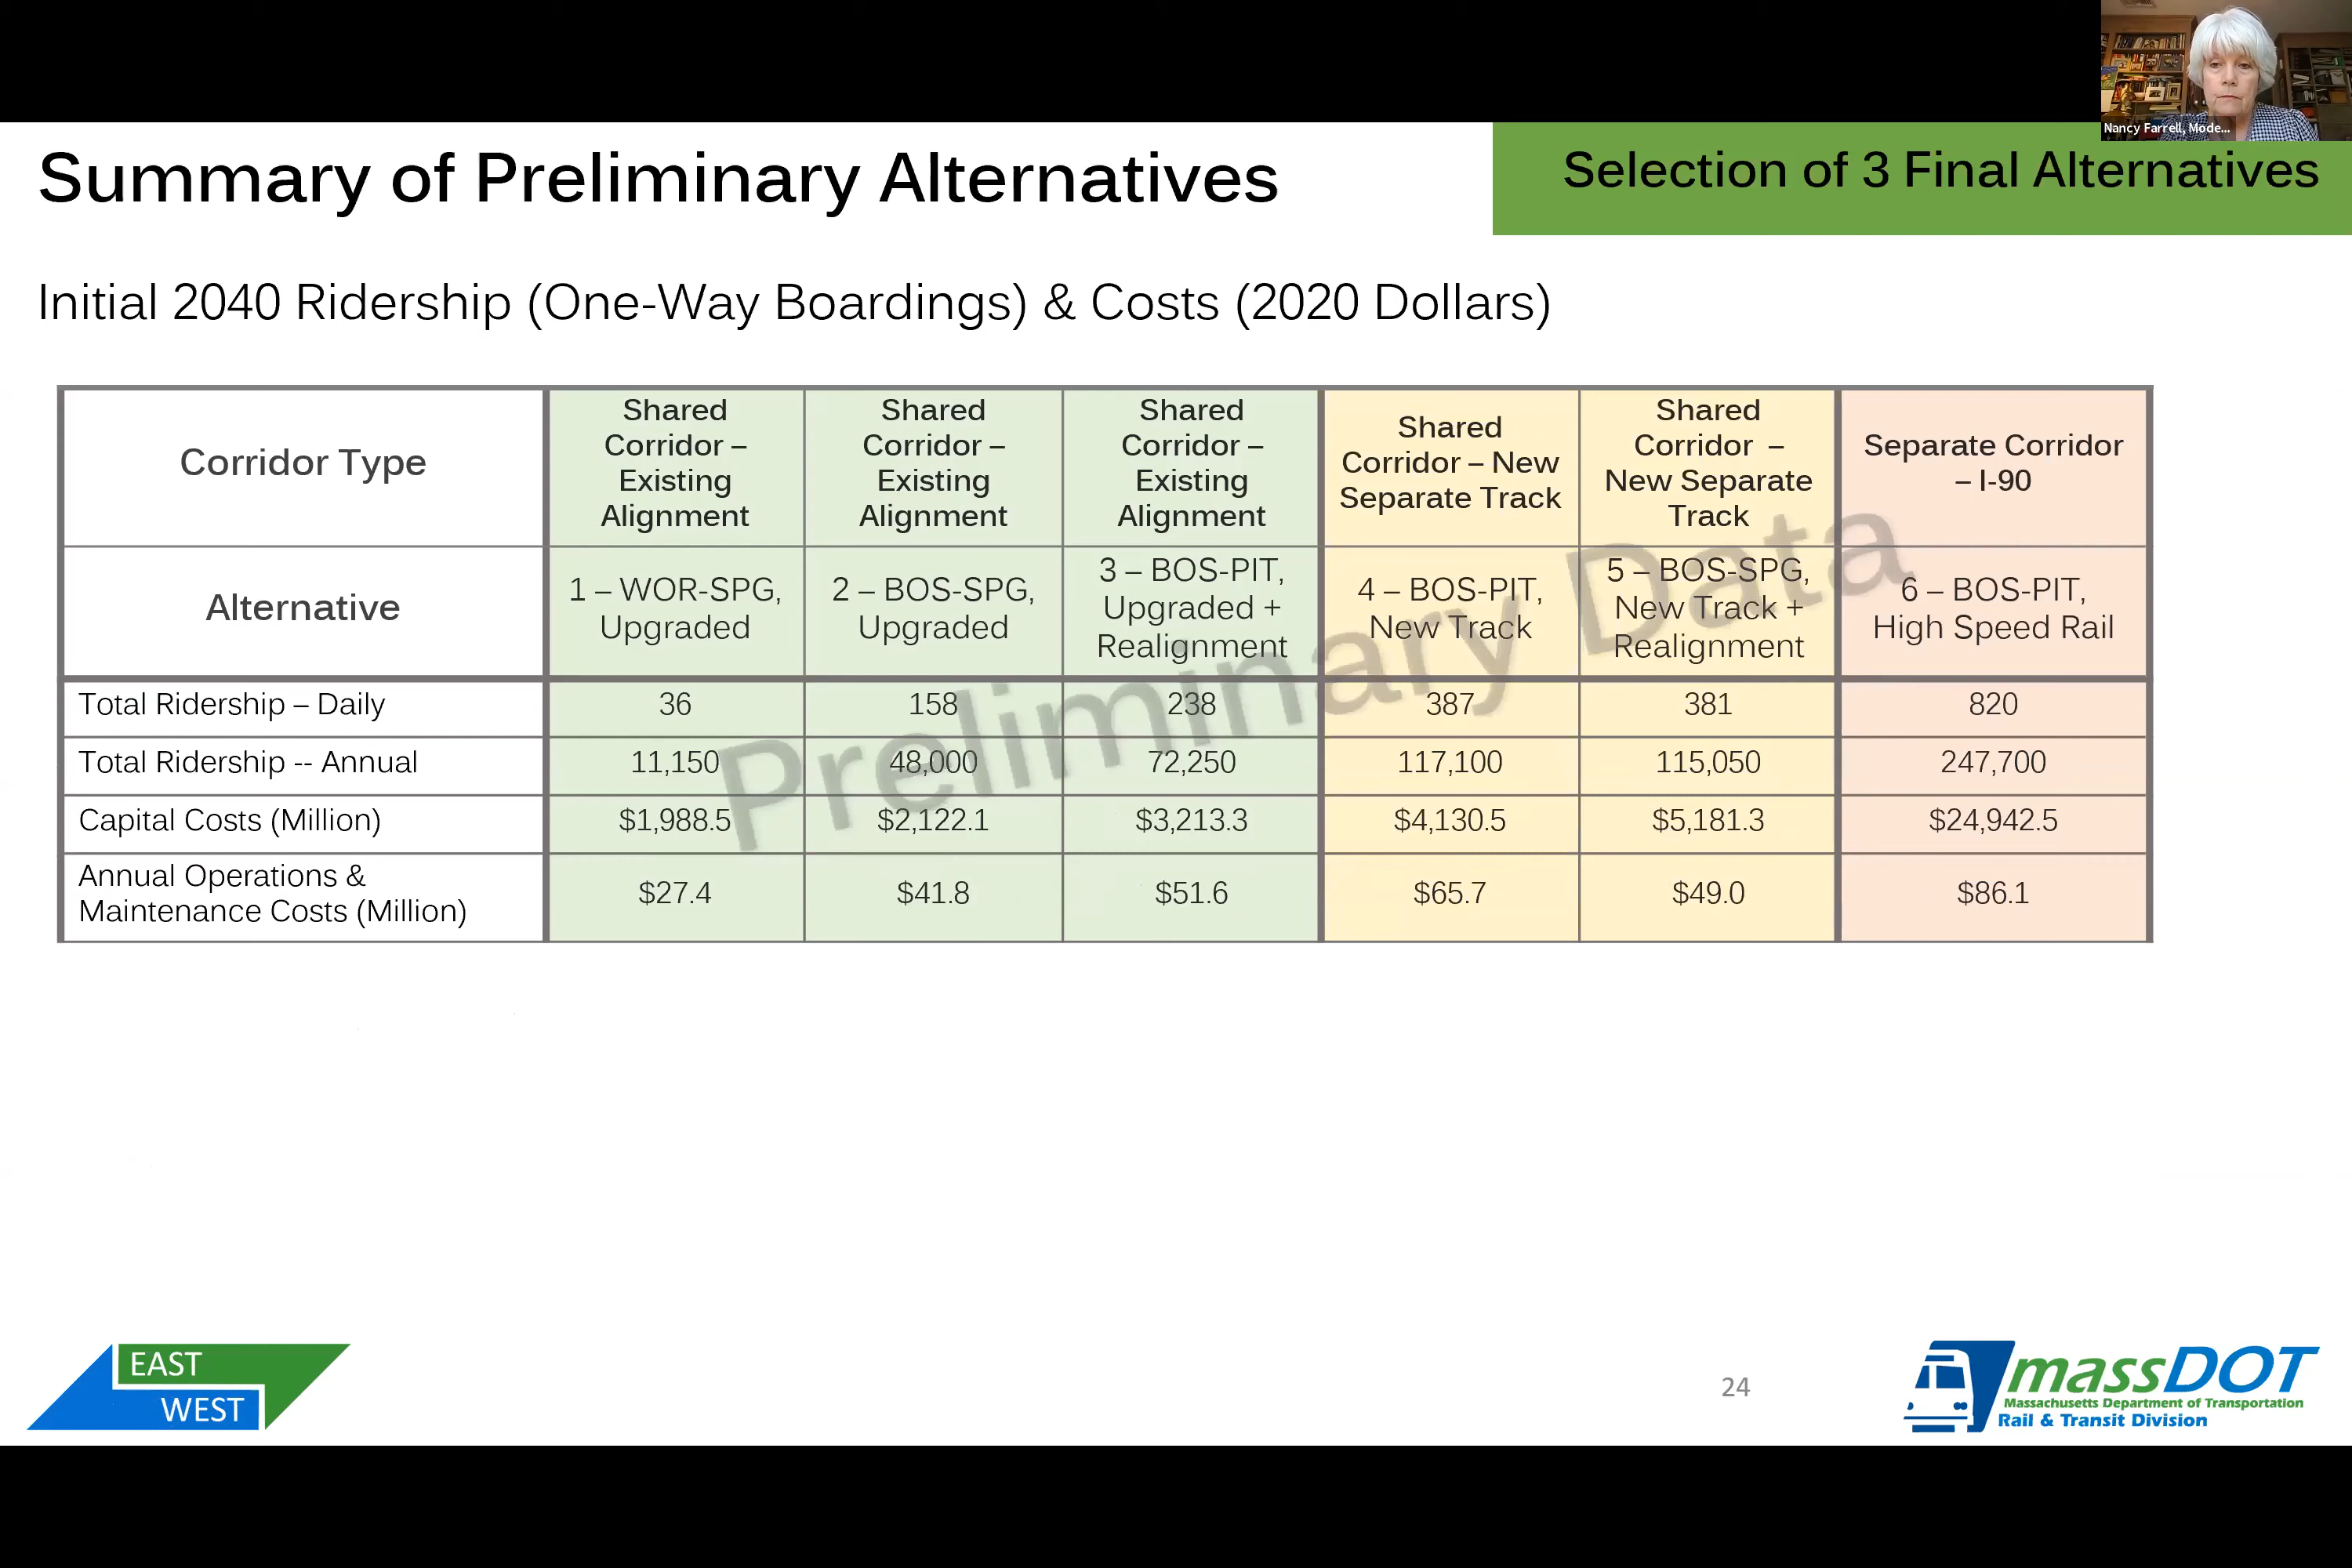 Nancy Farrell, Mode...
Summary of Preliminary Alternatives
Selection of 3 Final Alternatives
Initial 2040 Ridership (One-Way Boardings) & Costs (2020 Dollars)
Corridor Type
Shared
Corridor –
Existing
Alignment
Shared
Corridor –
Existing
Alignment
Shared
Corridor –
Existing
Alignment
Shared
Corridor – New
Separate Track
Shared
Corridor –
New Separate
Track
Separate Corridor
– I-90
Alternative
1 – WOR-SPG,
Upgraded
2 – BOS-SPG,
Upgraded
3 – BOS-PIT,
Upgraded +
Realignment
4 – BOS-PIT,
New Track
5 – BOS-SPG,
New Track +
Realignment
6 – BOS-PIT,
High Speed Rail
Total Ridership – Daily 36 158 238 387 381 820
Total Ridership -- Annual 11,150 48,000 72,250 117,100 115,050 247,700
Capital Costs (Million) $1,988.5 $2,122.1 $3,213.3 $4,130.5 $5,181.3 $24,942.5
Annual Operations &
Maintenance Costs (Million) $27.4 $41.8 $51.6 $65.7 $49.0 $86.1
Preliminary Data
EAST
WEST
24
massDOT
Massachusetts Department of Transportation
Rail & Transit Division